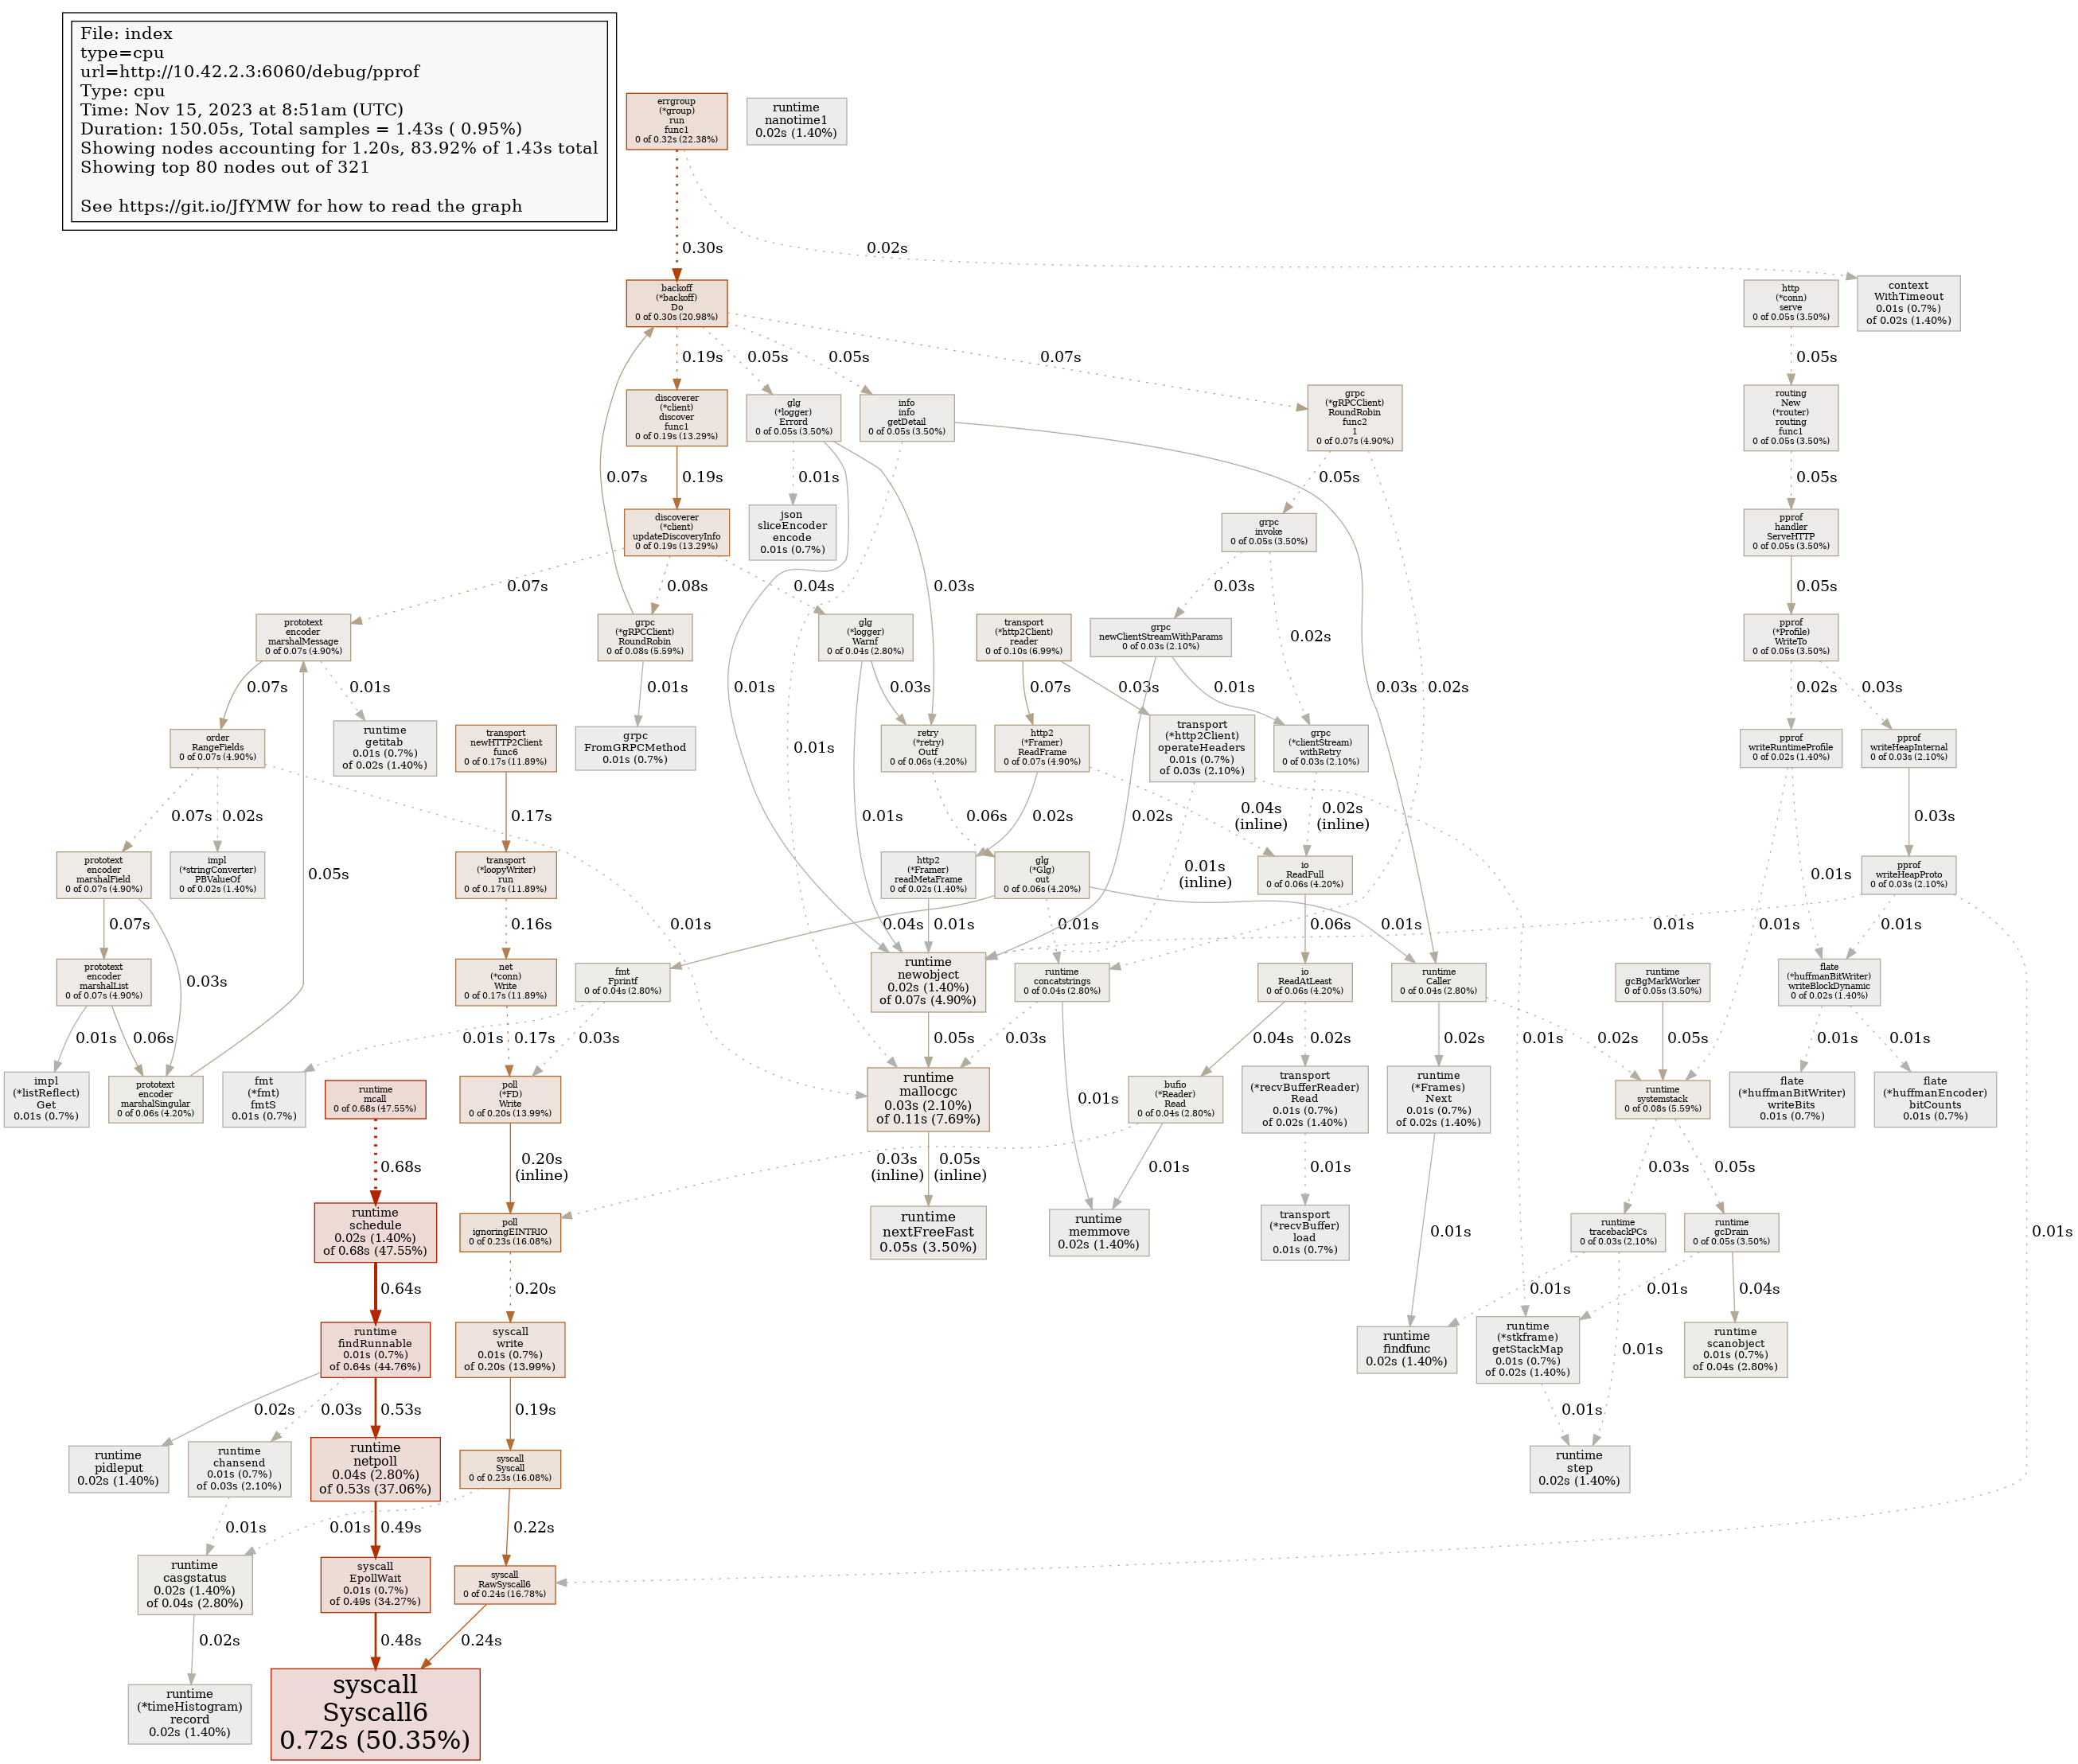 File: index
type=cpu
url=http://10.42.2.3:6060/debug/pprof
Type: cpu
Time: Nov 15, 2023 at 8:51am (UTC)
Duration: 150.05s, Total samples = 1.43s ( 0.95%)
Showing nodes accounting for 1.20s, 83.92% of 1.43s total
Showing top 80 nodes out of 321
See https://git.io/JfYMW for how to read the graph
errgroup
(*group)
run
func1
0 of 0.32s (22.38%)
runtime
nanotime1
0.02s (1.40%)
0.30s
0.02s
backoff
(*backoff)
Do
0 of 0.30s (20.98%)
http
(*conn)
serve
0 of 0.05s (3.50%)
context
WithTimeout
0.01s (0.7%)
of 0.02s (1.40%)
0.19s
0.05s
0.05s
0.07s
0.05s
discoverer
(*client)
discover
func1
0 of 0.19s (13.29%)
glg
(*logger)
Errord
0 of 0.05s (3.50%)
info
info
getDetail
0 of 0.05s (3.50%)
grpc
(*gRPCClient)
RoundRobin
func2
1
0 of 0.07s (4.90%)
routing
New
(*router)
routing
func1
0 of 0.05s (3.50%)
0.07s
0.19s
0.01s
0.05s
0.05s
discoverer
(*client)
updateDiscoveryInfo
0 of 0.19s (13.29%)
json
sliceEncoder
encode
0.01s (0.7%)
grpc
invoke
0 of 0.05s (3.50%)
pprof
handler
ServeHTTP
0 of 0.05s (3.50%)
0.07s
0.08s
0.04s
0.03s
0.03s
0.05s
prototext
encoder
marshalMessage
0 of 0.07s (4.90%)
grpc
(*gRPCClient)
RoundRobin
0 of 0.08s (5.59%)
glg
(*logger)
Warnf
0 of 0.04s (2.80%)
transport
(*http2Client)
reader
0 of 0.10s (6.99%)
grpc
newClientStreamWithParams
0 of 0.03s (2.10%)
0.02s
pprof
(*Profile)
WriteTo
0 of 0.05s (3.50%)
0.07s
0.01s
0.01s
0.01s
0.03s
0.07s
0.03s
0.01s
0.03s
0.02s
0.02s
0.03s
order
RangeFields
0 of 0.07s (4.90%)
runtime
getitab
0.01s (0.7%)
of 0.02s (1.40%)
transport
newHTTP2Client
func6
0 of 0.17s (11.89%)
grpc
FromGRPCMethod
0.01s (0.7%)
0.01s
retry
(*retry)
Outf
0 of 0.06s (4.20%)
http2
(*Framer)
ReadFrame
0 of 0.07s (4.90%)
transport
(*http2Client)
operateHeaders
0.01s (0.7%)
of 0.03s (2.10%)
grpc
(*clientStream)
withRetry
0 of 0.03s (2.10%)
pprof
writeRuntimeProfile
0 of 0.02s (1.40%)
pprof
writeHeapInternal
0 of 0.03s (2.10%)
0.07s
0.02s
0.17s
0.01s
0.06s
0.02s
0.02s
0.04s
(inline)
0.02s
(inline)
0.03s
prototext
encoder
marshalField
0 of 0.07s (4.90%)
impl
(*stringConverter)
PBValueOf
0 of 0.02s (1.40%)
transport
(*loopyWriter)
run
0 of 0.17s (11.89%)
http2
(*Framer)
readMetaFrame
0 of 0.02s (1.40%)
glg
(*Glg)
out
0 of 0.06s (4.20%)
0.01s
(inline)
io
ReadFull
0 of 0.06s (4.20%)
0.01s
pprof
writeHeapProto
0 of 0.03s (2.10%)
0.05s
0.07s
0.16s
0.01s
0.04s
0.01s
0.01s
0.06s
0.01s
0.01s
0.01s
0.01s
prototext
encoder
marshalList
0 of 0.07s (4.90%)
0.03s
net
(*conn)
Write
0 of 0.17s (11.89%)
fmt
Fprintf
0 of 0.04s (2.80%)
runtime
newobject
0.02s (1.40%)
of 0.07s (4.90%)
runtime
concatstrings
0 of 0.04s (2.80%)
io
ReadAtLeast
0 of 0.06s (4.20%)
runtime
Caller
0 of 0.04s (2.80%)
runtime
gcBgMarkWorker
0 of 0.05s (3.50%)
flate
(*huffmanBitWriter)
writeBlockDynamic
0 of 0.02s (1.40%)
0.01s
0.06s
0.01s
0.17s
0.03s
0.05s
0.03s
0.04s
0.02s
0.01s
0.02s
0.02s
0.05s
0.01s
0.01s
impl
(*listReflect)
Get
0.01s (0.7%)
prototext
encoder
marshalSingular
0 of 0.06s (4.20%)
fmt
(*fmt)
fmtS
0.01s (0.7%)
runtime
mcall
0 of 0.68s (47.55%)
poll
(*FD)
Write
0 of 0.20s (13.99%)
runtime
mallocgc
0.03s (2.10%)
of 0.11s (7.69%)
0.01s
bufio
(*Reader)
Read
0 of 0.04s (2.80%)
transport
(*recvBufferReader)
Read
0.01s (0.7%)
of 0.02s (1.40%)
runtime
(*Frames)
Next
0.01s (0.7%)
of 0.02s (1.40%)
runtime
systemstack
0 of 0.08s (5.59%)
flate
(*huffmanBitWriter)
writeBits
0.01s (0.7%)
flate
(*huffmanEncoder)
bitCounts
0.01s (0.7%)
0.68s
0.20s
(inline)
0.03s
(inline)
0.05s
(inline)
0.01s
0.01s
0.03s
0.05s
runtime
schedule
0.02s (1.40%)
of 0.68s (47.55%)
poll
ignoringEINTRIO
0 of 0.23s (16.08%)
runtime
nextFreeFast
0.05s (3.50%)
runtime
memmove
0.02s (1.40%)
transport
(*recvBuffer)
load
0.01s (0.7%)
0.01s
runtime
tracebackPCs
0 of 0.03s (2.10%)
runtime
gcDrain
0 of 0.05s (3.50%)
0.01s
0.64s
0.20s
0.01s
0.01s
0.04s
runtime
findRunnable
0.01s (0.7%)
of 0.64s (44.76%)
syscall
write
0.01s (0.7%)
of 0.20s (13.99%)
runtime
findfunc
0.02s (1.40%)
runtime
(*stkframe)
getStackMap
0.01s (0.7%)
of 0.02s (1.40%)
0.01s
runtime
scanobject
0.01s (0.7%)
of 0.04s (2.80%)
0.02s
0.03s
0.53s
0.19s
0.01s
runtime
pidleput
0.02s (1.40%)
runtime
chansend
0.01s (0.7%)
of 0.03s (2.10%)
runtime
netpoll
0.04s (2.80%)
of 0.53s (37.06%)
syscall
Syscall
0 of 0.23s (16.08%)
runtime
step
0.02s (1.40%)
0.01s
0.01s
0.49s
0.22s
runtime
casgstatus
0.02s (1.40%)
of 0.04s (2.80%)
syscall
EpollWait
0.01s (0.7%)
of 0.49s (34.27%)
syscall
RawSyscall6
0 of 0.24s (16.78%)
0.02s
0.48s
0.24s
runtime
(*timeHistogram)
record
0.02s (1.40%)
syscall
Syscall6
0.72s (50.35%)